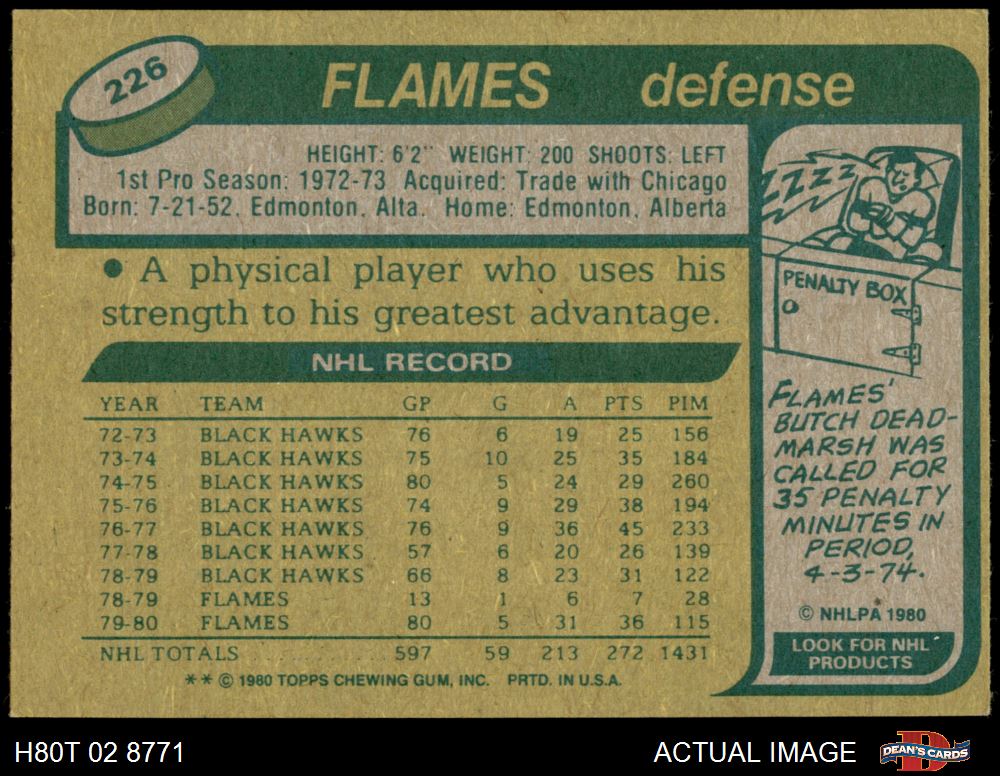 226
FLAMES defense
HEIGHT: 6'2" WEIGHT: 200 SHOOTS: LEFT
1st Pro Season: 1972-73 Acquired: Trade with Chicago
Born: 7-21-52, Edmonton, Alta. Home: Edmonton, Alberta
• A physical player who uses his
strength to his greatest advantage.
NHL RECORD
YEAR TEAM GP G A PTS PIM
72-73 BLACK HAWKS 76 6 19 25 156
73-74 BLACK HAWKS 75 10 25 35 184
74-75 BLACK HAWKS 80 5 24 29 260
75-76 BLACK HAWKS 74 9 29 38 194
76-77 BLACK HAWKS 76 9 36 45 233
77-78 BLACK HAWKS 57 6 20 26 139
78-79 BLACK HAWKS 66 8 23 31 122
78-79 FLAMES 13 1 6 7 28
79-80 FLAMES 80 5 31 36 115
NHL TOTALS .............. 597 59 213 272 1431
** © 1980 TOPPS CHEWING GUM, INC. PRTD. IN U.S.A.
ZZZZ
PENALTY BOX
FLAMES'
BUTCH DEAD-
MARSH WAS
CALLED FOR
35 PENALTY
MINUTES IN
PERIOD,
4-3-74.
© NHLPA 1980
LOOK FOR NHL
PRODUCTS
H80T 02 8771
ACTUAL IMAGE
DEAN'S CARDS